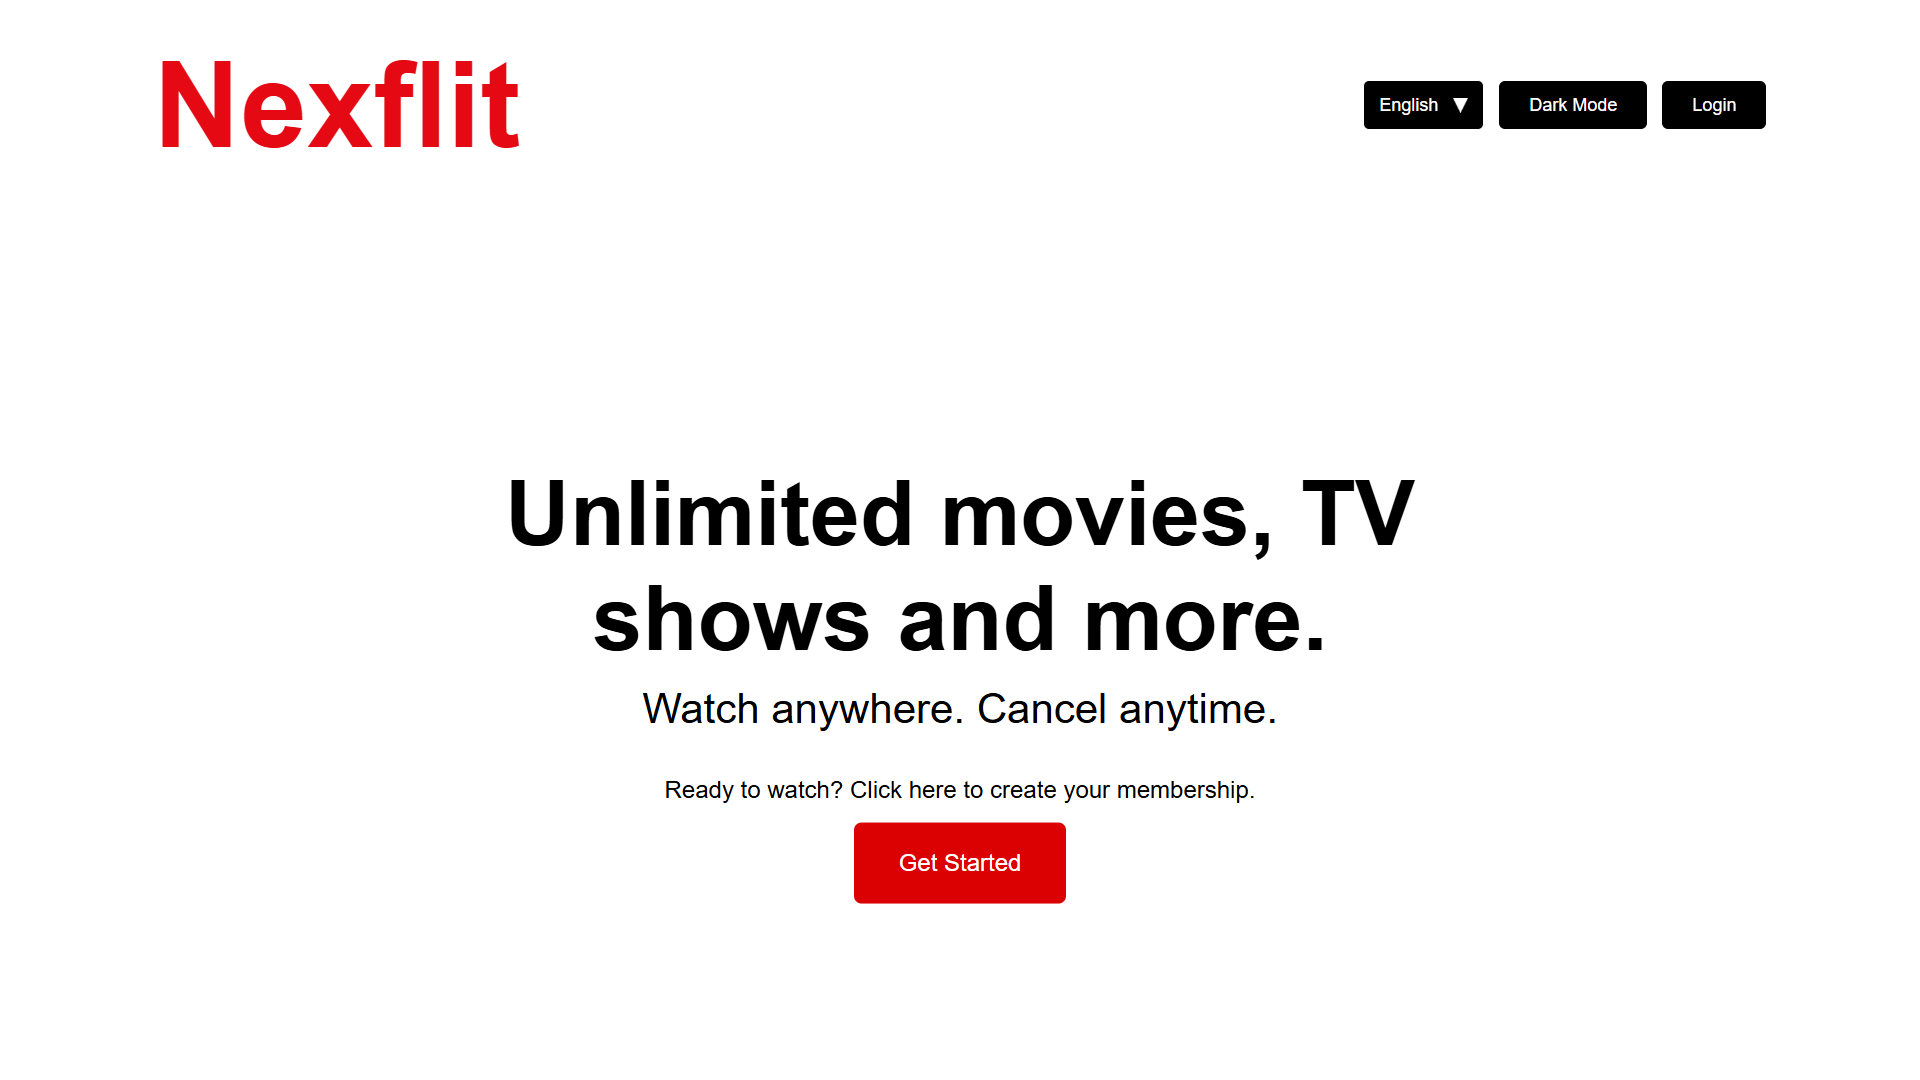 Nexflit
English ▼
Dark Mode
Login
Unlimited movies, TV
shows and more.
Watch anywhere. Cancel anytime.
Ready to watch? Click here to create your membership.
Get Started